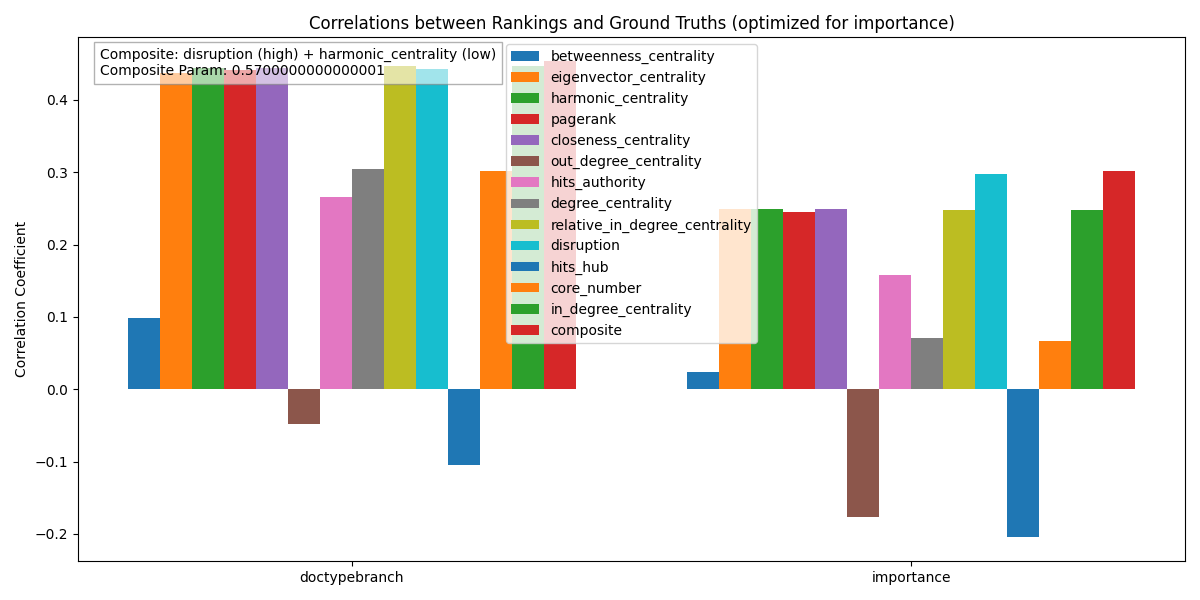 Correlations between Rankings and Ground Truths (optimized for importance)
Composite: disruption (high) + harmonic_centrality (low)
Composite Param: 0.5700000000000001
betweenness_centrality
eigenvector_centrality
harmonic_centrality
pagerank
closeness_centrality
out_degree_centrality
hits_authority
degree_centrality
relative_in_degree_centrality
disruption
hits_hub
core_number
in_degree_centrality
composite
Correlation Coefficient
0.4
0.3
0.2
0.1
0.0
−0.1
−0.2
doctypebranch
importance